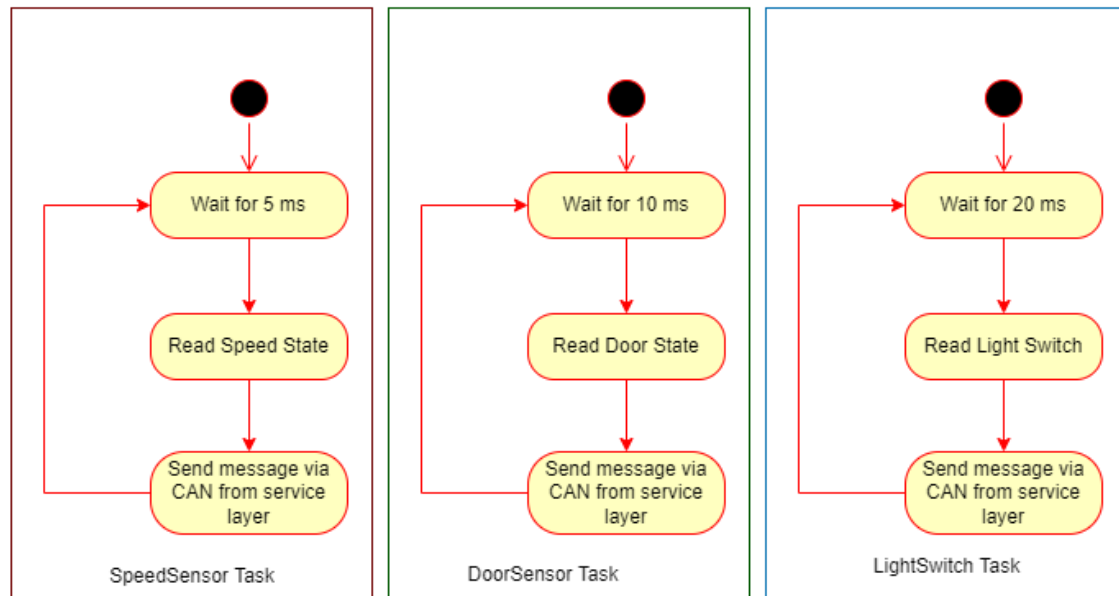 Wait for 5 ms
Read Speed State
Send message via
CAN from service
layer
SpeedSensor Task
Wait for 10 ms
Read Door State
Send message via
CAN from service
layer
DoorSensor Task
Wait for 20 ms
Read Light Switch
Send message via
CAN from service
layer
LightSwitch Task